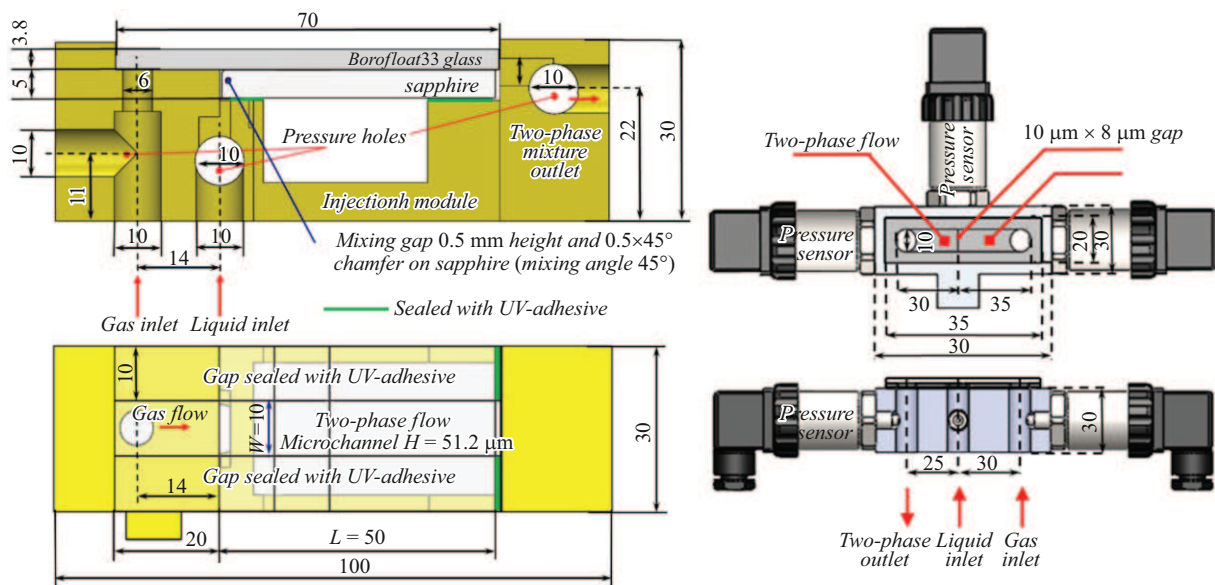 70
3.8
Borofloat33 glass
5
6
sapphire
10
Pressure holes
Two-phase
mixture
outlet
22
30
10
10
11
Injectionh module
10
10
Mixing gap 0.5 mm height and 0.5×45°
chamfer on sapphire (mixing angle 45°)
14
Sealed with UV-adhesive
Gas inlet
Liquid inlet
10
Gap sealed with UV-adhesive
Gas flow
W=10
Two-phase flow
Microchannel H = 51.2 μm
30
Gap sealed with UV-adhesive
14
20
L = 50
100
Two-phase flow
10 μm × 8 μm gap
Pressure
sensor
Pressure
sensor
10
20
30
30
35
35
30
Pressure
sensor
30
25
30
Two-phase
outlet
Liquid
inlet
Gas
inlet